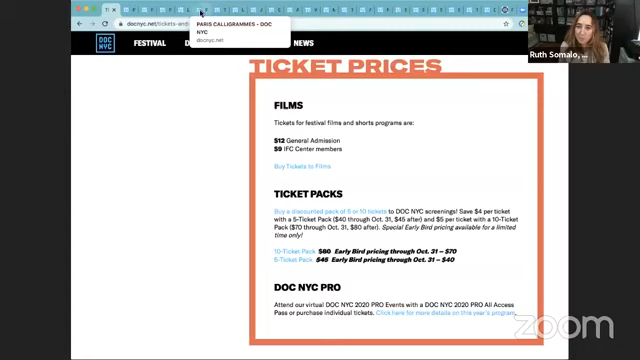 docnyc.net/tickets-and
PARIS CALLIGRAMMES - DOC
NYC
docnyc.net
DOC
NYC
FESTIVAL
NEWS
TICKET PRICES
FILMS
Tickets for festival films and shorts programs are:
$12 General Admission
$9 IFC Center members
Buy Tickets to Films
TICKET PACKS
Buy a discounted pack of 5 or 10 tickets to DOC NYC screenings! Save $4 per ticket
with a 5-Ticket Pack ($40 through Oct. 31, $45 after) and $5 per ticket with a 10-Ticket
Pack ($70 through Oct. 31, $80 after). Special Early Bird pricing available for a limited
time only!
10-Ticket Pack $80 Early Bird pricing through Oct. 31 – $70
5-Ticket Pack $45 Early Bird pricing through Oct. 31 – $40
DOC NYC PRO
Attend our virtual DOC NYC 2020 PRO Events with a DOC NYC 2020 PRO All Access
Pass or purchase individual tickets. Click here for more details on this year's program.
Ruth Somalo, ...
zoom